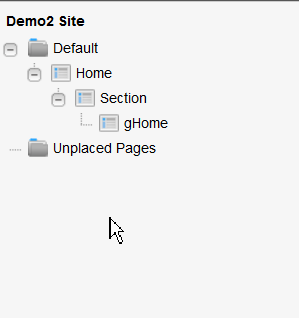 Demo2 Site
Default
Home
Section
gHome
Unplaced Pages